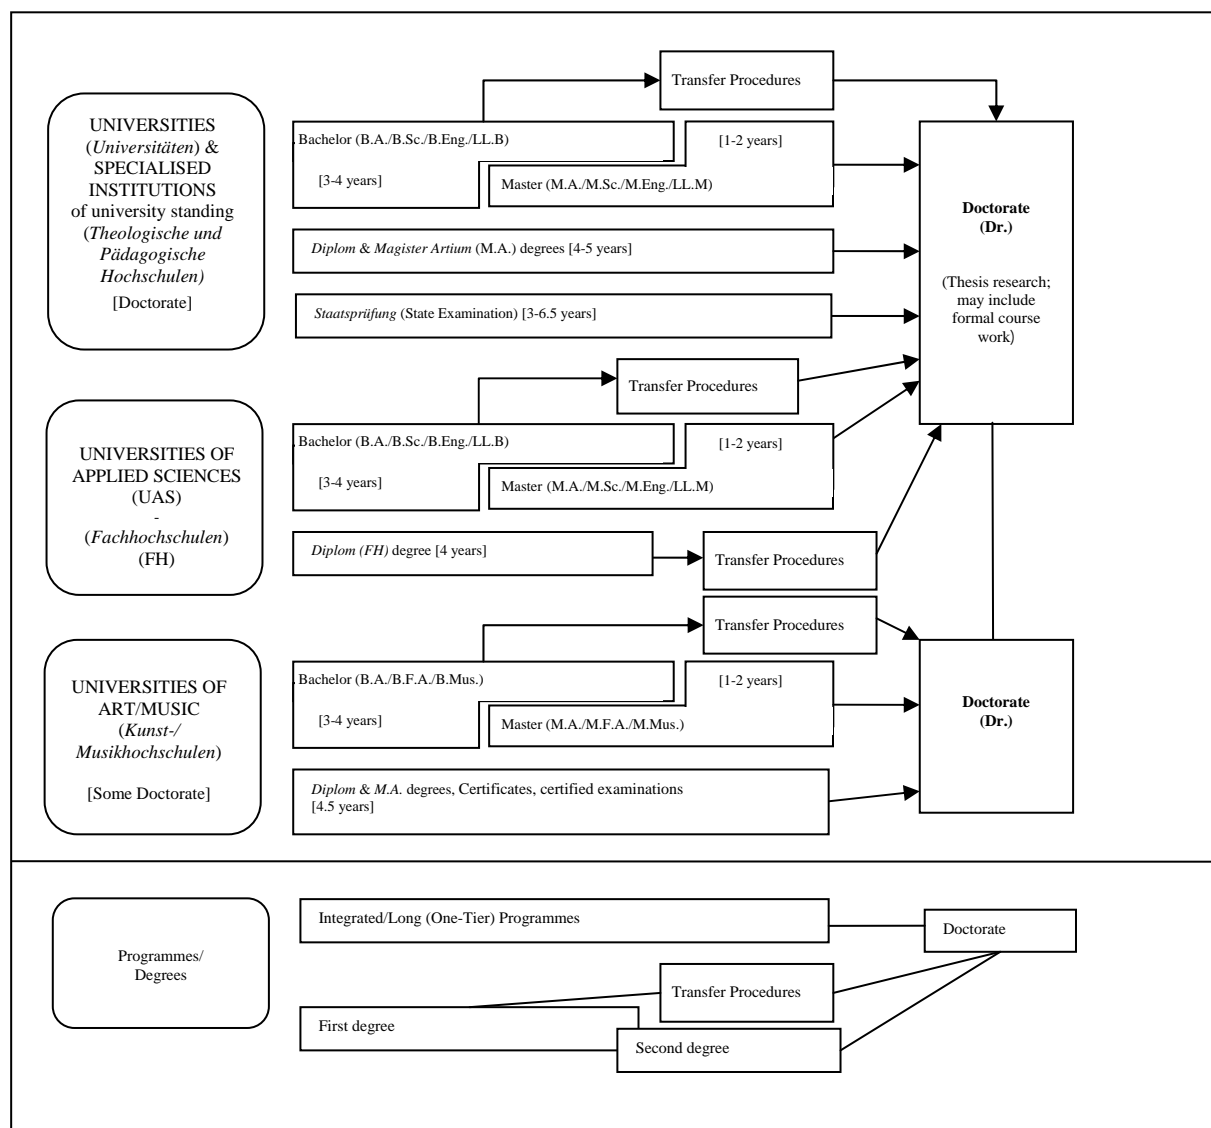 Transfer Procedures
UNIVERSITIES
(Universitäten) &
SPECIALISED
INSTITUTIONS
of university standing
(Theologische und
Pädagogische
Hochschulen)
[Doctorate]
Bachelor (B.A./B.Sc./B.Eng./LL.B)
[3-4 years]
[1-2 years]
Master (M.A./M.Sc./M.Eng./LL.M)
Diplom & Magister Artium (M.A.) degrees [4-5 years]
Staatsprüfung (State Examination) [3-6.5 years]
Doctorate
(Dr.)
(Thesis research;
may include
formal course
work)
Transfer Procedures
UNIVERSITIES OF
APPLIED SCIENCES
(UAS)
-
(Fachhochschulen)
(FH)
Bachelor (B.A./B.Sc./B.Eng./LL.B)
[3-4 years]
[1-2 years]
Master (M.A./M.Sc./M.Eng./LL.M)
Diplom (FH) degree [4 years]
Transfer Procedures
Transfer Procedures
UNIVERSITIES OF
ART/MUSIC
(Kunst-/
Musikhochschulen)
[Some Doctorate]
Bachelor (B.A./B.F.A./B.Mus.)
[3-4 years]
[1-2 years]
Master (M.A./M.F.A./M.Mus.)
Diplom & M.A. degrees, Certificates, certified examinations
[4.5 years]
Doctorate
(Dr.)
Programmes/
Degrees
Integrated/Long (One-Tier) Programmes
Doctorate
Transfer Procedures
First degree
Second degree